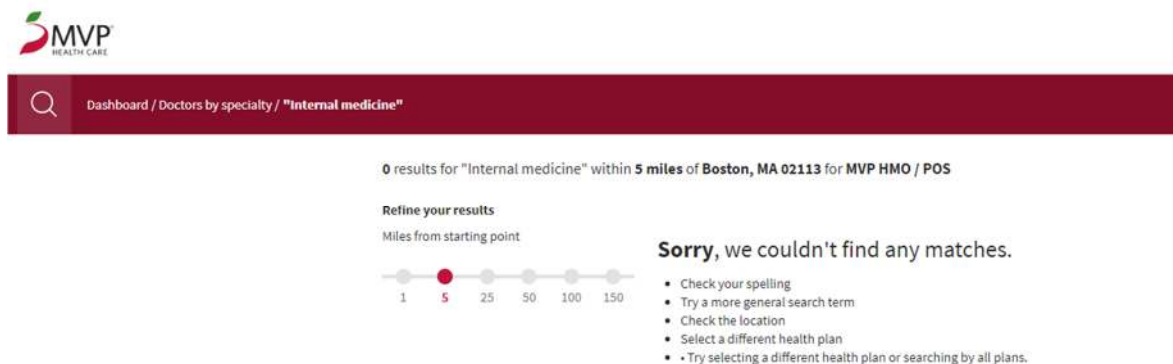 MVP
HEALTH CARE
Dashboard / Doctors by specialty / "Internal medicine"
0 results for "Internal medicine" within 5 miles of Boston, MA 02113 for MVP HMO / POS
Refine your results
Miles from starting point
1 5 25 50 100 150
Sorry, we couldn't find any matches.
• Check your spelling
• Try a more general search term
• Check the location
• Select a different health plan
• • Try selecting a different health plan or searching by all plans.